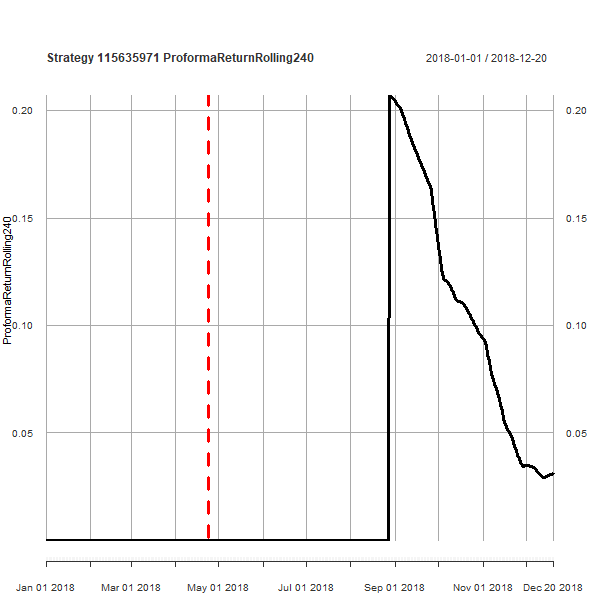 Strategy 115635971 ProformaReturnRolling240
2018-01-01 / 2018-12-20
0.20
0.20
0.15
0.15
ProformaReturnRolling240
0.10
0.10
0.05
0.05
Jan 01 2018
Mar 01 2018
May 01 2018
Jul 01 2018
Sep 01 2018
Nov 01 2018
Dec 20 2018